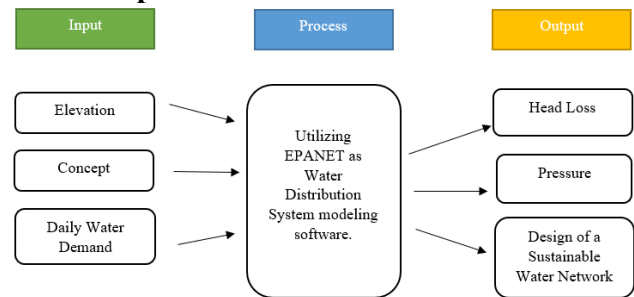 Input
Process
Output
Elevation
Concept
Daily Water
Demand
Utilizing
EPANET as
Water
Distribution
System modeling
software.
Head Loss
Pressure
Design of a
Sustainable
Water Network